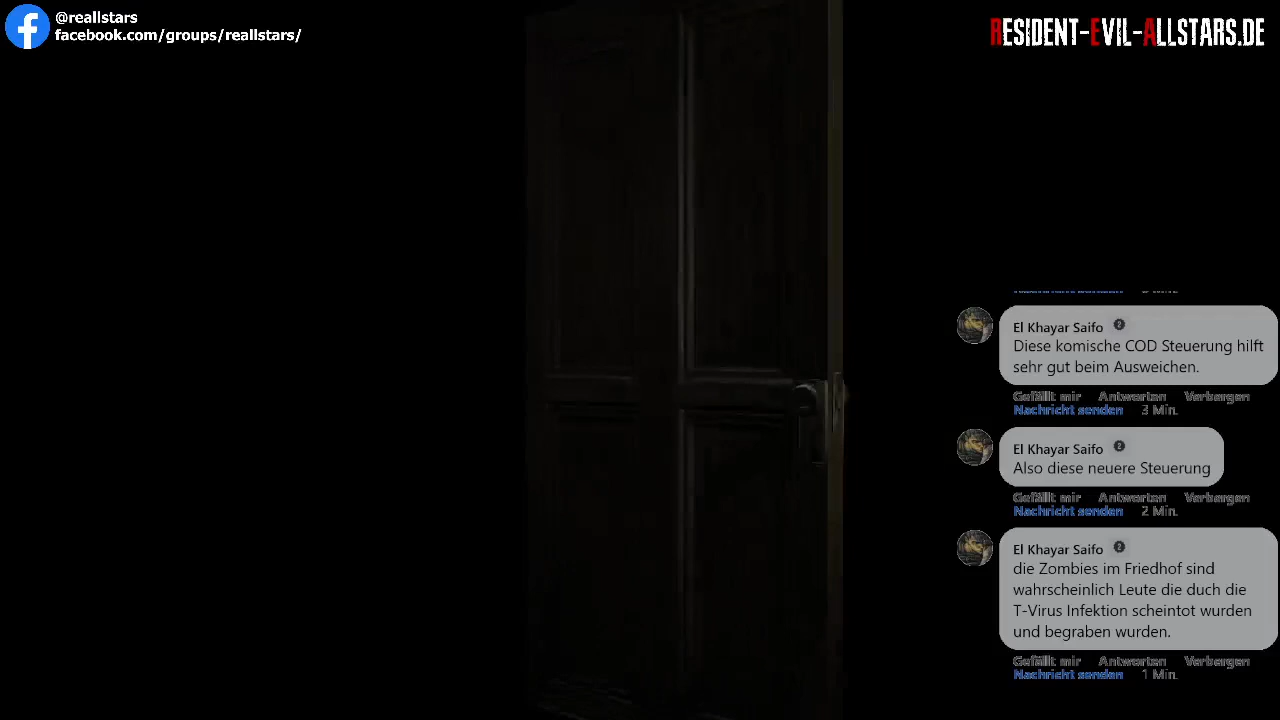 @reallstars
facebook.com/groups/reallstars/
RESIDENT-EVIL-ALLSTARS.DE
El Khayar Saifo
Diese komische COD Steuerung hilft
sehr gut beim Ausweichen.
Gefällt mir Antworten Verbergen
Nachricht senden 3 Min.
El Khayar Saifo
Also diese neuere Steuerung
Gefällt mir Antworten Verbergen
Nachricht senden 2 Min.
El Khayar Saifo
die Zombies im Friedhof sind
wahrscheinlich Leute die duch die
T-Virus Infektion scheintot wurden
und begraben wurden.
Gefällt mir Antworten Verbergen
Nachricht senden 1 Min.